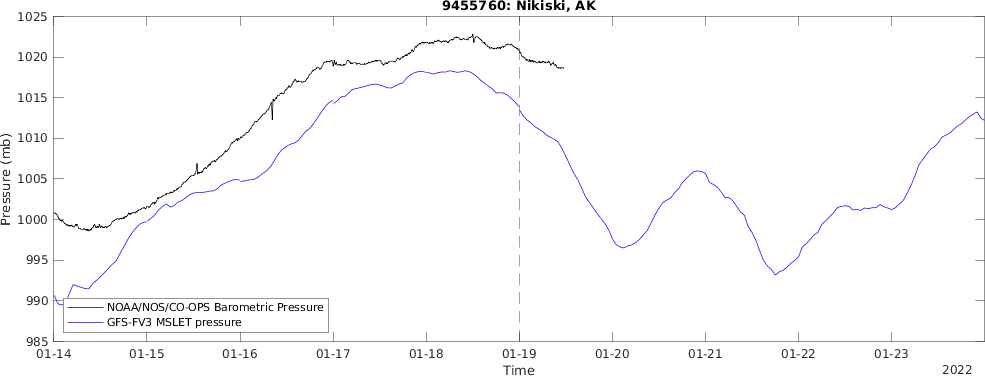 9455760: Nikiski, AK
1025
1020
1015
1010
1005
1000
995
990
985
Pressure (mb)
NOAA/NOS/CO-OPS Barometric Pressure
GFS-FV3 MSLET pressure
01-14 01-15 01-16 01-17 01-18 01-19 01-20 01-21 01-22 01-23
Time
2022